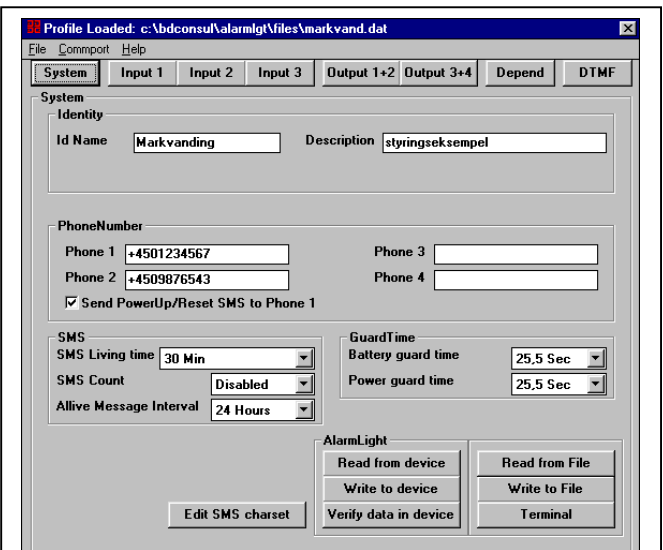 Profile Loaded: c:\bdconsul\alarmlgt\files\markvand.dat
File Commport Help
System Input 1 Input 2 Input 3 Output 1+2 Output 3+4 Depend DTMF
System
Identity
Id Name Markvanding Description styringseksempel
PhoneNumber
Phone 1 +4501234567 Phone 3
Phone 2 +4509876543 Phone 4
Send PowerUp/Reset SMS to Phone 1
SMS GuardTime
SMS Living time 30 Min Battery guard time 25,5 Sec
SMS Count Disabled Power guard time 25,5 Sec
Allive Message Interval 24 Hours
AlarmLight
Read from device Read from File
Write to device Write to File
Edit SMS charset Verify data in device Terminal